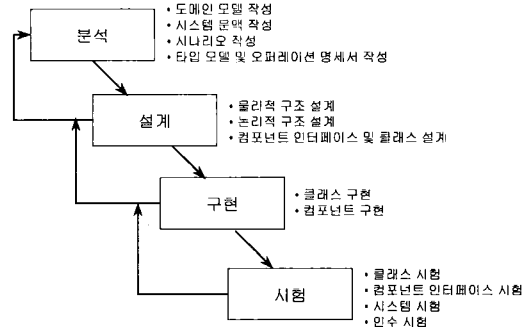 분석
• 도메인 모델 작성
• 시스템 문맥 작성
• 시나리오 작성
• 타입 모델 및 오퍼레이션 명세서 작성
설계
• 물리적 구조 설계
• 논리적 구조 설계
• 컴포넌트 인터페이스 및 클래스 설계
구현
• 클래스 구현
• 컴포넌트 구현
시험
• 클래스 시험
• 컴포넌트 인터페이스 시험
• 시스템 시험
• 인수 시험